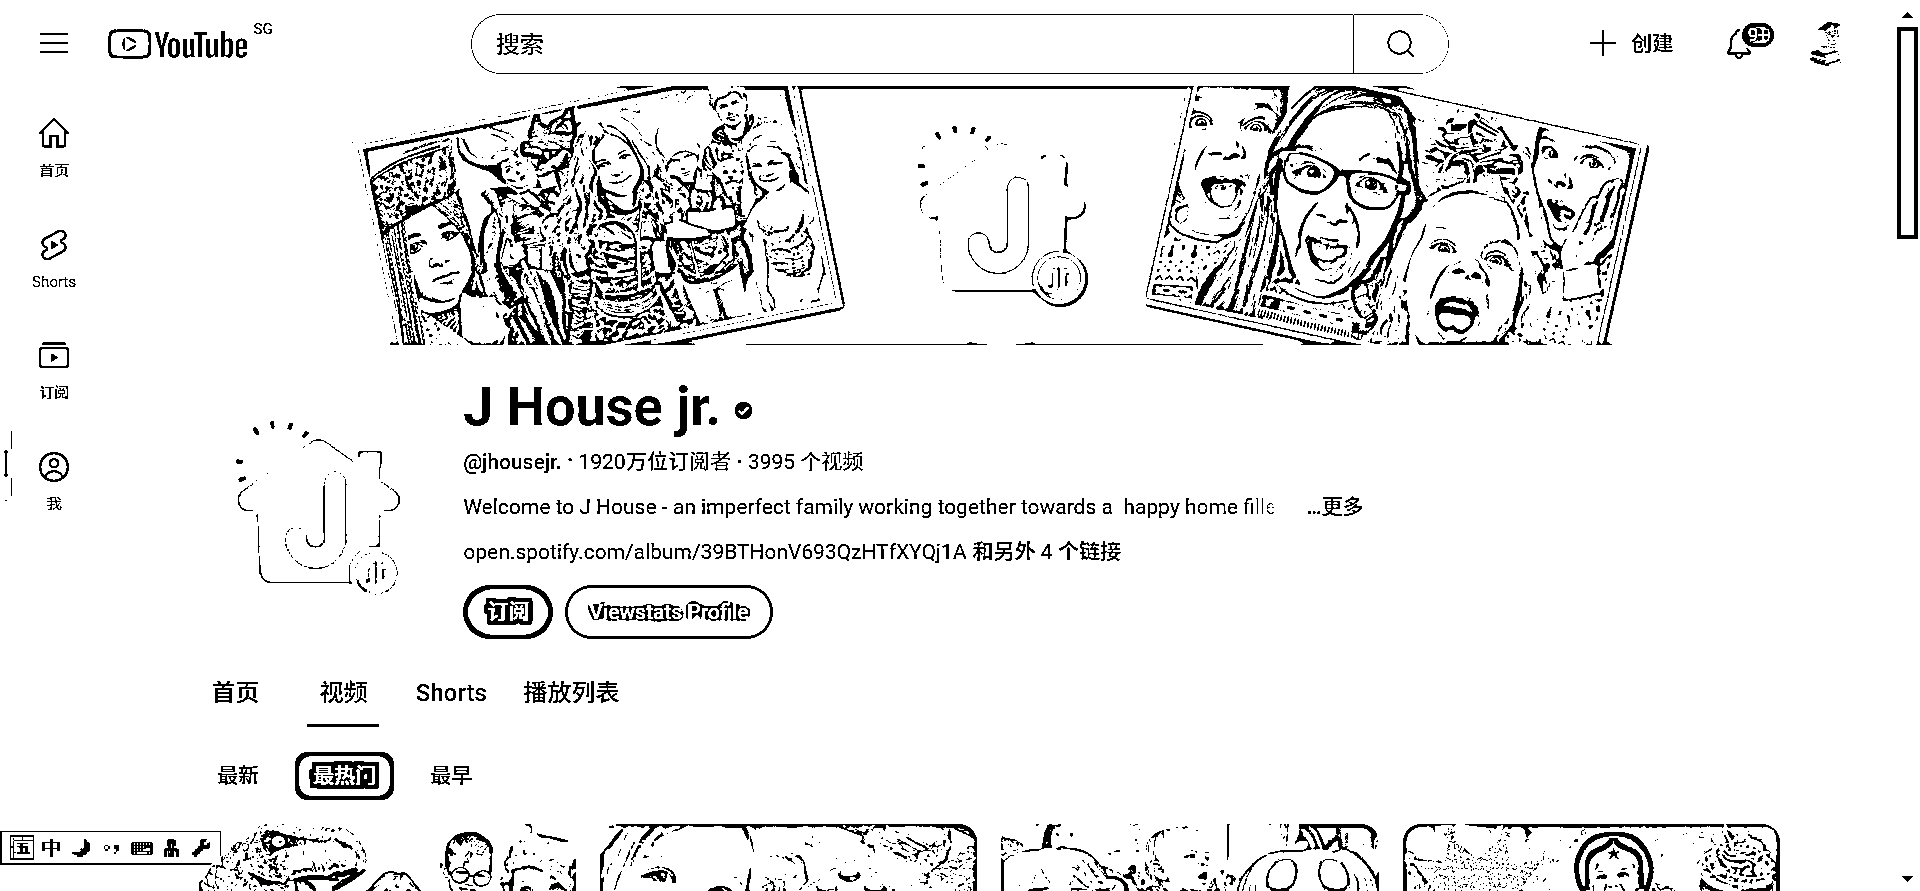 YouTube SG
搜索
创建
9+
首页
Shorts
订阅
我
J House jr.
@jhousejr. · 1920万位订阅者 · 3995 个视频
Welcome to J House - an imperfect family working together towards a happy home fille ...更多
open.spotify.com/album/39BTHonV693QzHTfXYQj1A 和另外 4 个链接
订阅 Viewstats Profile
首页 视频 Shorts 播放列表
最新 最热门 最早
五 中